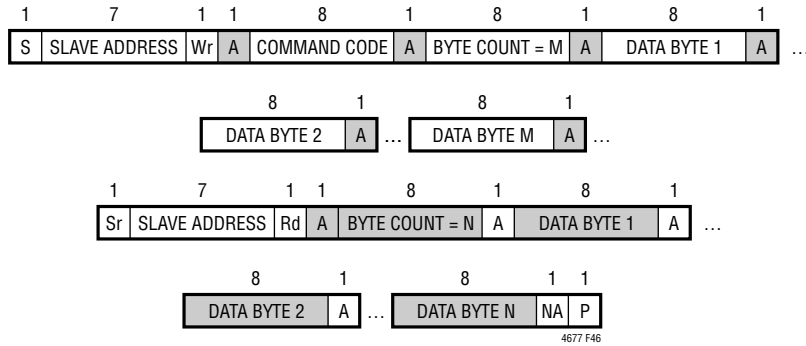 1 7 1 1 8 1 8 1 8 1
S SLAVE ADDRESS Wr A COMMAND CODE A BYTE COUNT = M A DATA BYTE 1 A …
8 1 8 1
DATA BYTE 2 A … DATA BYTE M A …
1 7 1 1 8 1 8 1
Sr SLAVE ADDRESS Rd A BYTE COUNT = N A DATA BYTE 1 A …
8 1 8 1 1
DATA BYTE 2 A … DATA BYTE N NA P
4677 F46